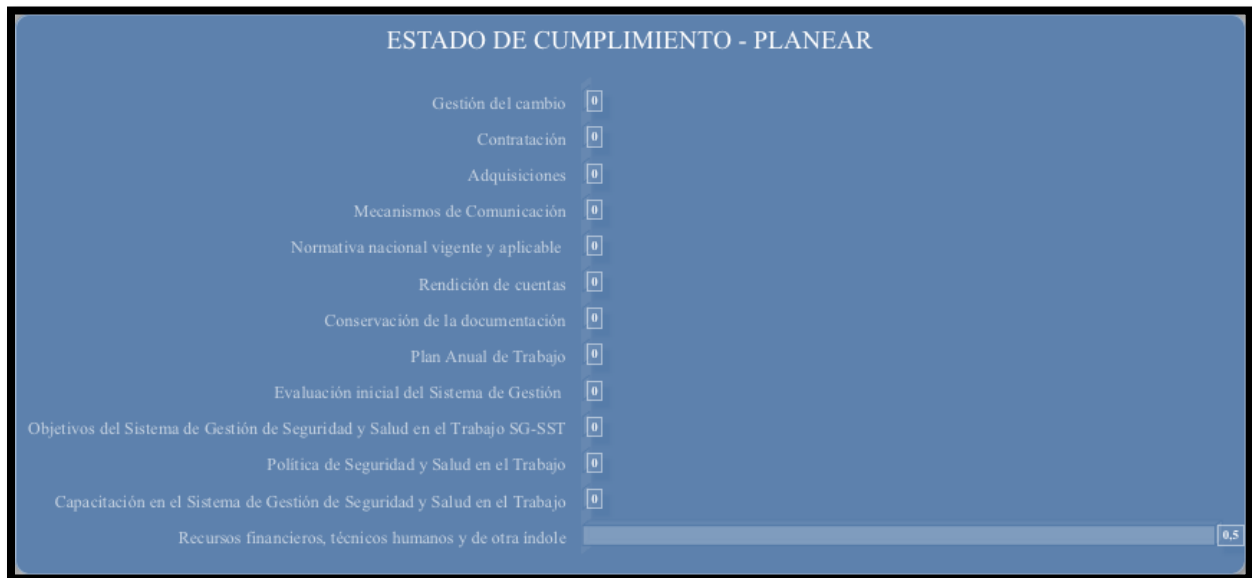 ESTADO DE CUMPLIMIENTO - PLANEAR
Gestión del cambio 0
Contratación 0
Adquisiciones 0
Mecanismos de Comunicación 0
Normativa nacional vigente y aplicable 0
Rendición de cuentas 0
Conservación de la documentación 0
Plan Anual de Trabajo 0
Evaluación inicial del Sistema de Gestión 0
Objetivos del Sistema de Gestión de Seguridad y Salud en el Trabajo SG-SST 0
Política de Seguridad y Salud en el Trabajo 0
Capacitación en el Sistema de Gestión de Seguridad y Salud en el Trabajo 0
Recursos financieros, técnicos humanos y de otra índole 0,5